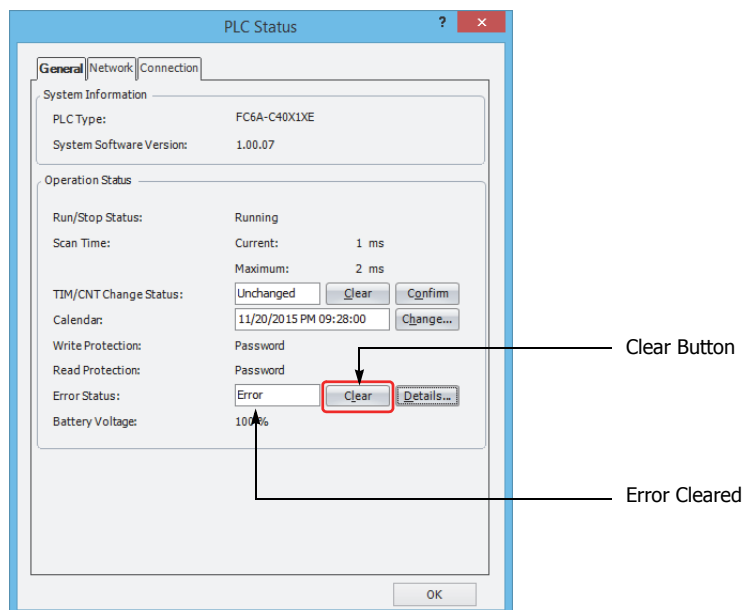 PLC Status
? ×
General Network Connection
System Information
PLC Type: FC6A-C40X1XE
System Software Version: 1.00.07
Operation Status
Run/Stop Status: Running
Scan Time: Current: 1 ms
Maximum: 2 ms
TIM/CNT Change Status: Unchanged Clear Confirm
Calendar: 11/20/2015 PM 09:28:00 Change...
Write Protection: Password
Clear Button
Read Protection: Password
Error Status: Error Clear Details...
Battery Voltage: 100 %
Error Cleared
OK